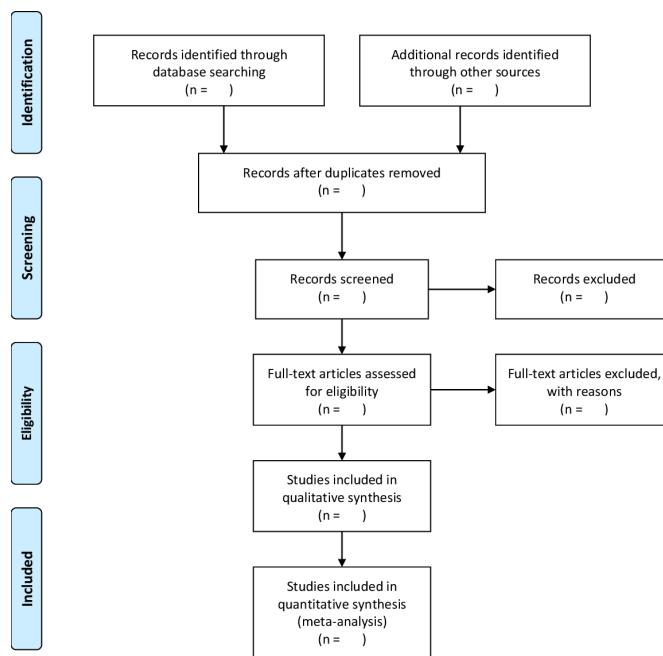 Identification
Records identified through
database searching
(n = )
Additional records identified
through other sources
(n = )
Records after duplicates removed
(n = )
Screening
Records screened
(n = )
Records excluded
(n = )
Eligibility
Full-text articles assessed
for eligibility
(n = )
Full-text articles excluded,
with reasons
(n = )
Studies included in
qualitative synthesis
(n = )
Included
Studies included in
quantitative synthesis
(meta-analysis)
(n = )